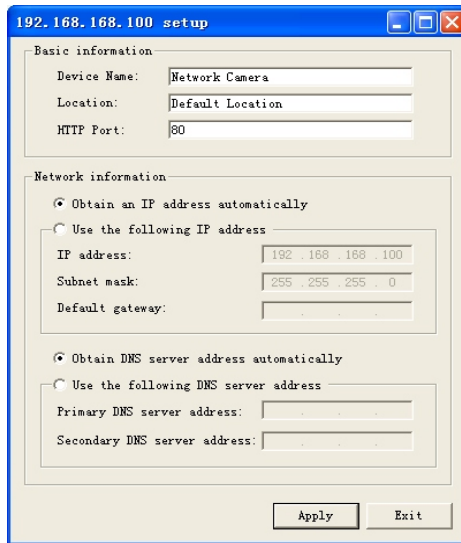 192.168.168.100 setup
Basic information
Device Name: Network Camera
Location: Default Location
HTTP Port: 80
Network information
Obtain an IP address automatically
Use the following IP address
IP address: 192 . 168 . 168 . 100
Subnet mask: 255 . 255 . 255 . 0
Default gateway: . . .
Obtain DNS server address automatically
Use the following DNS server address
Primary DNS server address: . . .
Secondary DNS server address: . . .
Apply Exit